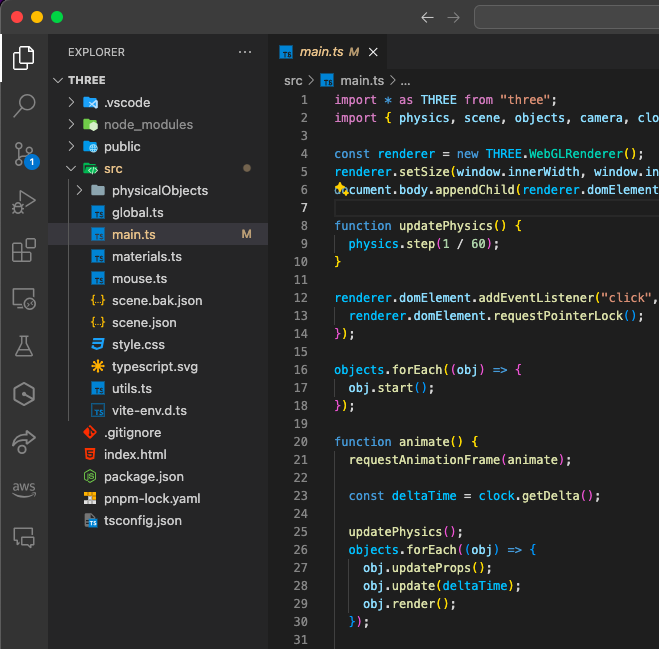 EXPLORER
THREE
.vscode
node_modules
public
src
physicalObjects
global.ts
main.ts M
materials.ts
mouse.ts
scene.bak.json
scene.json
style.css
typescript.svg
utils.ts
vite-env.d.ts
.gitignore
index.html
package.json
pnpm-lock.yaml
tsconfig.json
1
aws
main.ts M
src > main.ts > ...
1 import * as THREE from "three";
2 import { physics, scene, objects, camera, clo
3
4 const renderer = new THREE.WebGLRenderer();
5 renderer.setSize(window.innerWidth, window.in
6 document.body.appendChild(renderer.domElement
7
8 function updatePhysics() {
9 physics.step(1 / 60);
10 }
11
12 renderer.domElement.addEventListener("click",
13 renderer.domElement.requestPointerLock();
14 });
15
16 objects.forEach((obj) => {
17 obj.start();
18 });
19
20 function animate() {
21 requestAnimationFrame(animate);
22
23 const deltaTime = clock.getDelta();
24
25 updatePhysics();
26 objects.forEach((obj) => {
27 obj.updateProps();
28 obj.update(deltaTime);
29 obj.render();
30 });
31